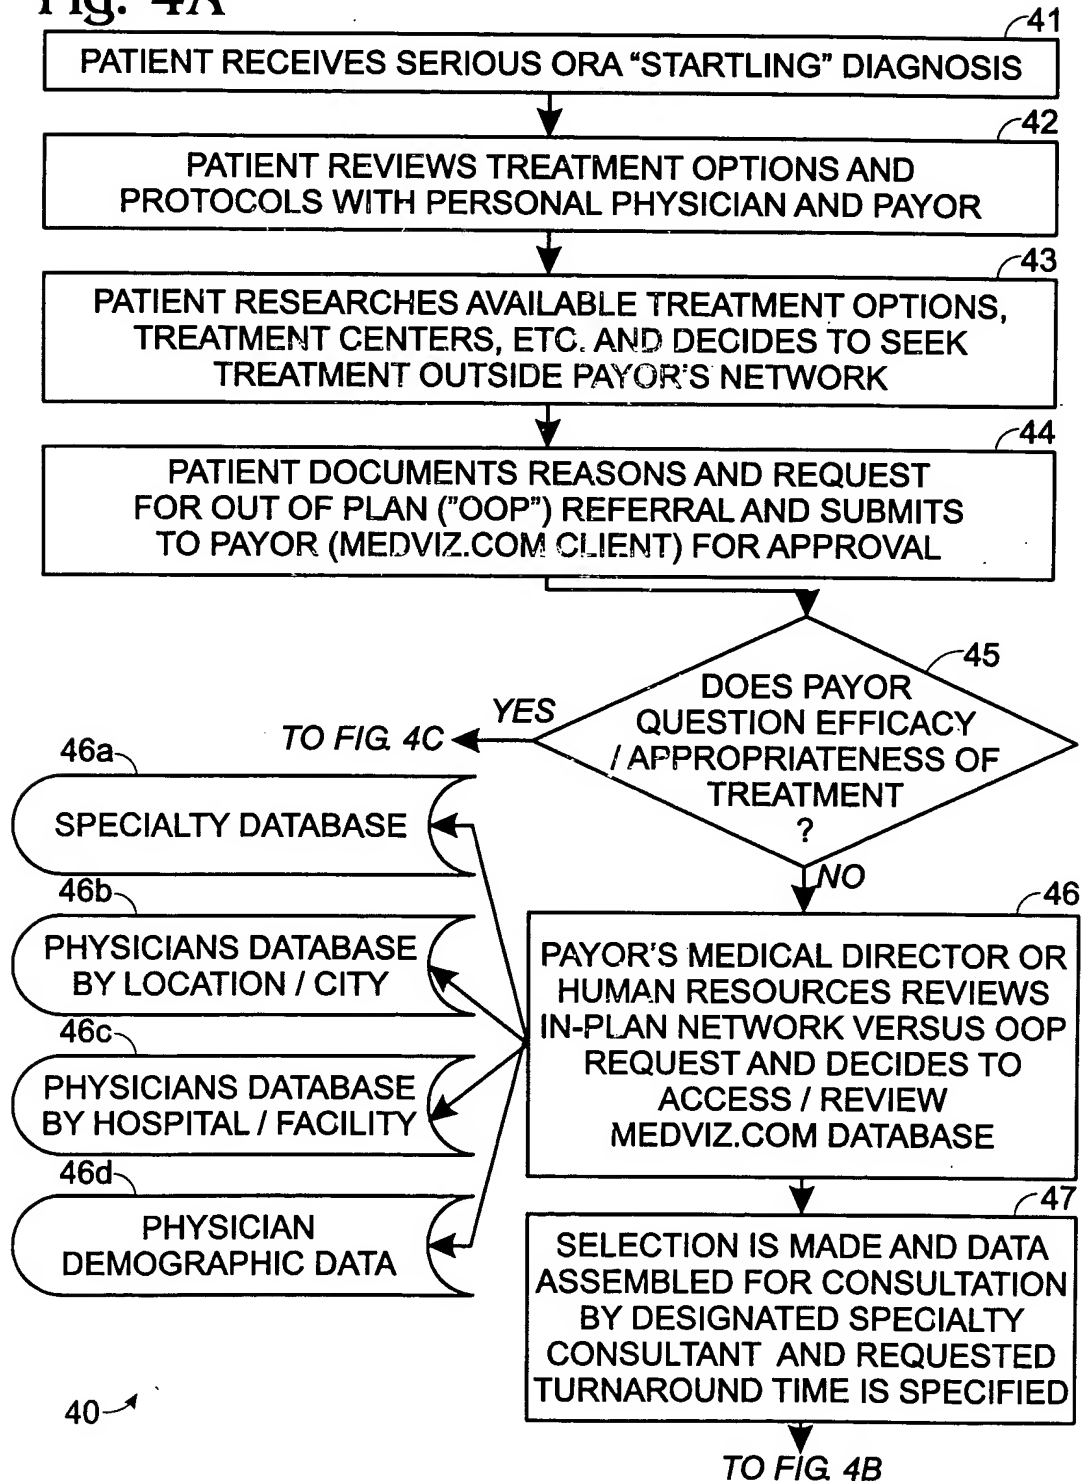 Fig. 4A
41
PATIENT RECEIVES SERIOUS ORA “STARTLING” DIAGNOSIS
42
PATIENT REVIEWS TREATMENT OPTIONS AND
PROTOCOLS WITH PERSONAL PHYSICIAN AND PAYOR
43
PATIENT RESEARCHES AVAILABLE TREATMENT OPTIONS,
TREATMENT CENTERS, ETC. AND DECIDES TO SEEK
TREATMENT OUTSIDE PAYOR'S NETWORK
44
PATIENT DOCUMENTS REASONS AND REQUEST
FOR OUT OF PLAN ("OOP") REFERRAL AND SUBMITS
TO PAYOR (MEDVIZ.COM CLIENT) FOR APPROVAL
45
DOES PAYOR
QUESTION EFFICACY
/ APPROPRIATENESS OF
TREATMENT
?
YES
TO FIG. 4C
NO
46
PAYOR'S MEDICAL DIRECTOR OR
HUMAN RESOURCES REVIEWS
IN-PLAN NETWORK VERSUS OOP
REQUEST AND DECIDES TO
ACCESS / REVIEW
MEDVIZ.COM DATABASE
46a
SPECIALTY DATABASE
46b
PHYSICIANS DATABASE
BY LOCATION / CITY
46c
PHYSICIANS DATABASE
BY HOSPITAL / FACILITY
46d
PHYSICIAN
DEMOGRAPHIC DATA
47
SELECTION IS MADE AND DATA
ASSEMBLED FOR CONSULTATION
BY DESIGNATED SPECIALTY
CONSULTANT AND REQUESTED
TURNAROUND TIME IS SPECIFIED
40
TO FIG. 4B